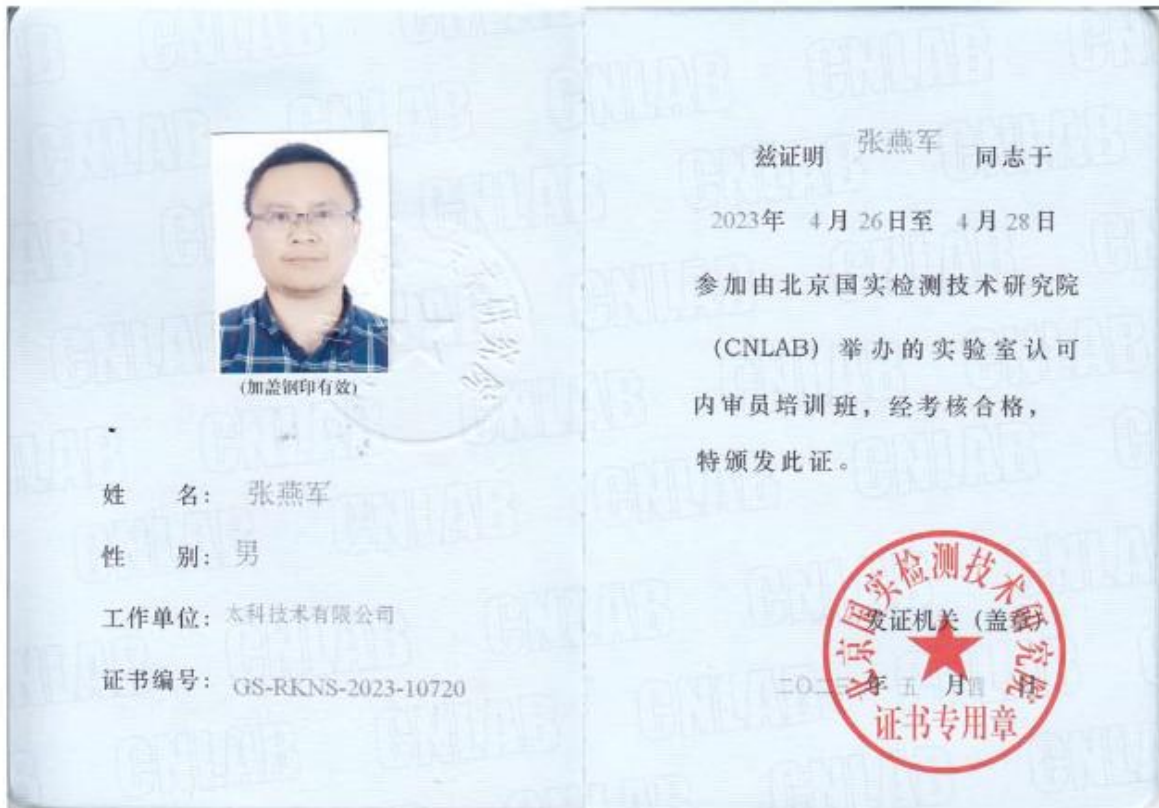 (加盖钢印有效)
姓 名： 张燕军
性 别： 男
工作单位： 太科技术有限公司
证书编号： GS-RKNS-2023-10720
兹证明 张燕军 同志于
2023年 4月26日至 4月28日
参加由北京国实检测技术研究院
(CNLAB) 举办的实验室认可
内审员培训班，经考核合格，
特颁发此证。
北京国实检测技术研究院
发证机关 (盖章)
二〇二三年 五 月 四 日
证书专用章
CNLAB